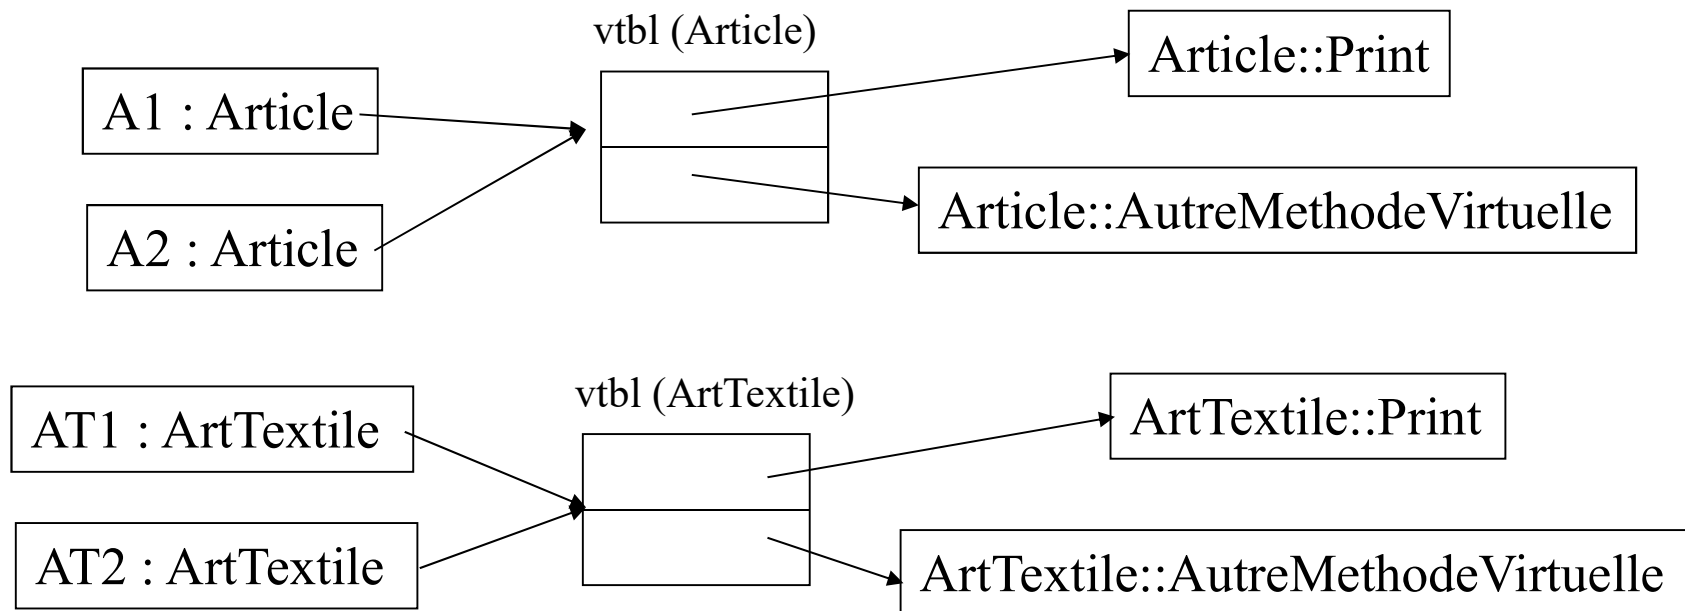 vtbl (Article)
Article::Print
A1 : Article
Article::AutreMethodeVirtuelle
A2 : Article
vtbl (ArtTextile)
ArtTextile::Print
AT1 : ArtTextile
AT2 : ArtTextile
ArtTextile::AutreMethodeVirtuelle